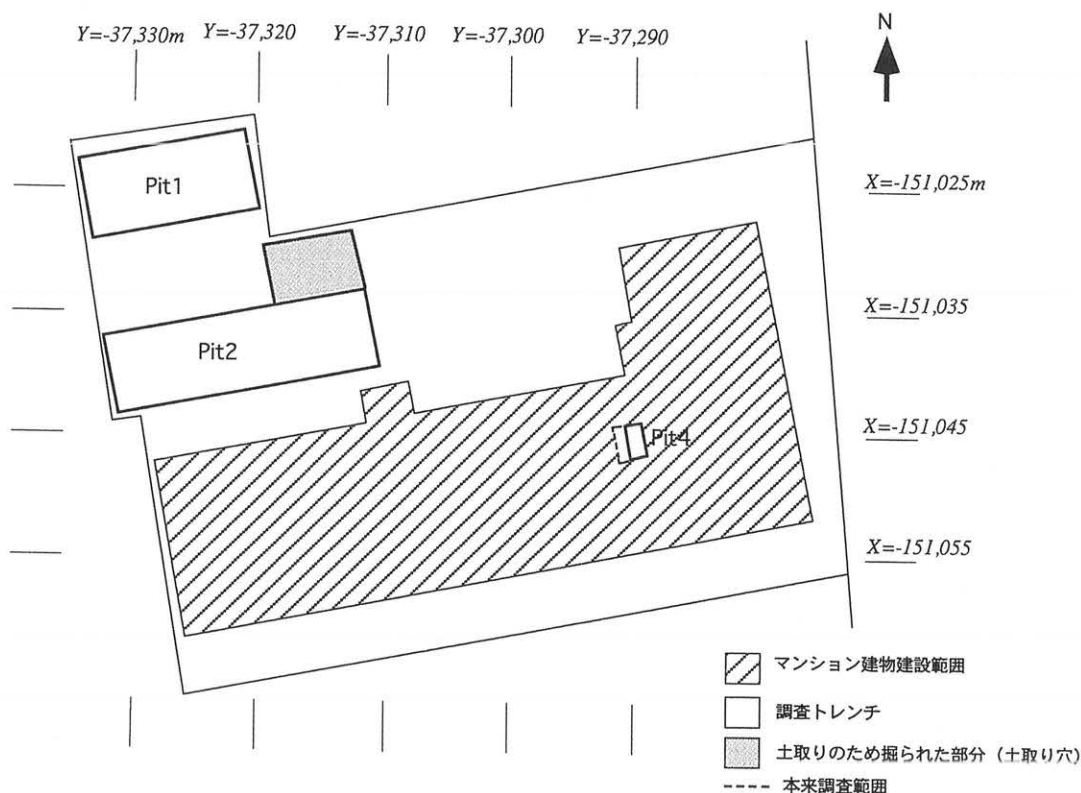 Y=-37,330m Y=-37,320 Y=-37,310 Y=-37,300 Y=-37,290
N
Pit1
X=-151,025m
X=-151,035
Pit2
X=-151,045
Pit4
X=-151,055
マンション建物建設範囲
調査トレンチ
土取りのため掘られた部分（土取り穴）
本来調査範囲